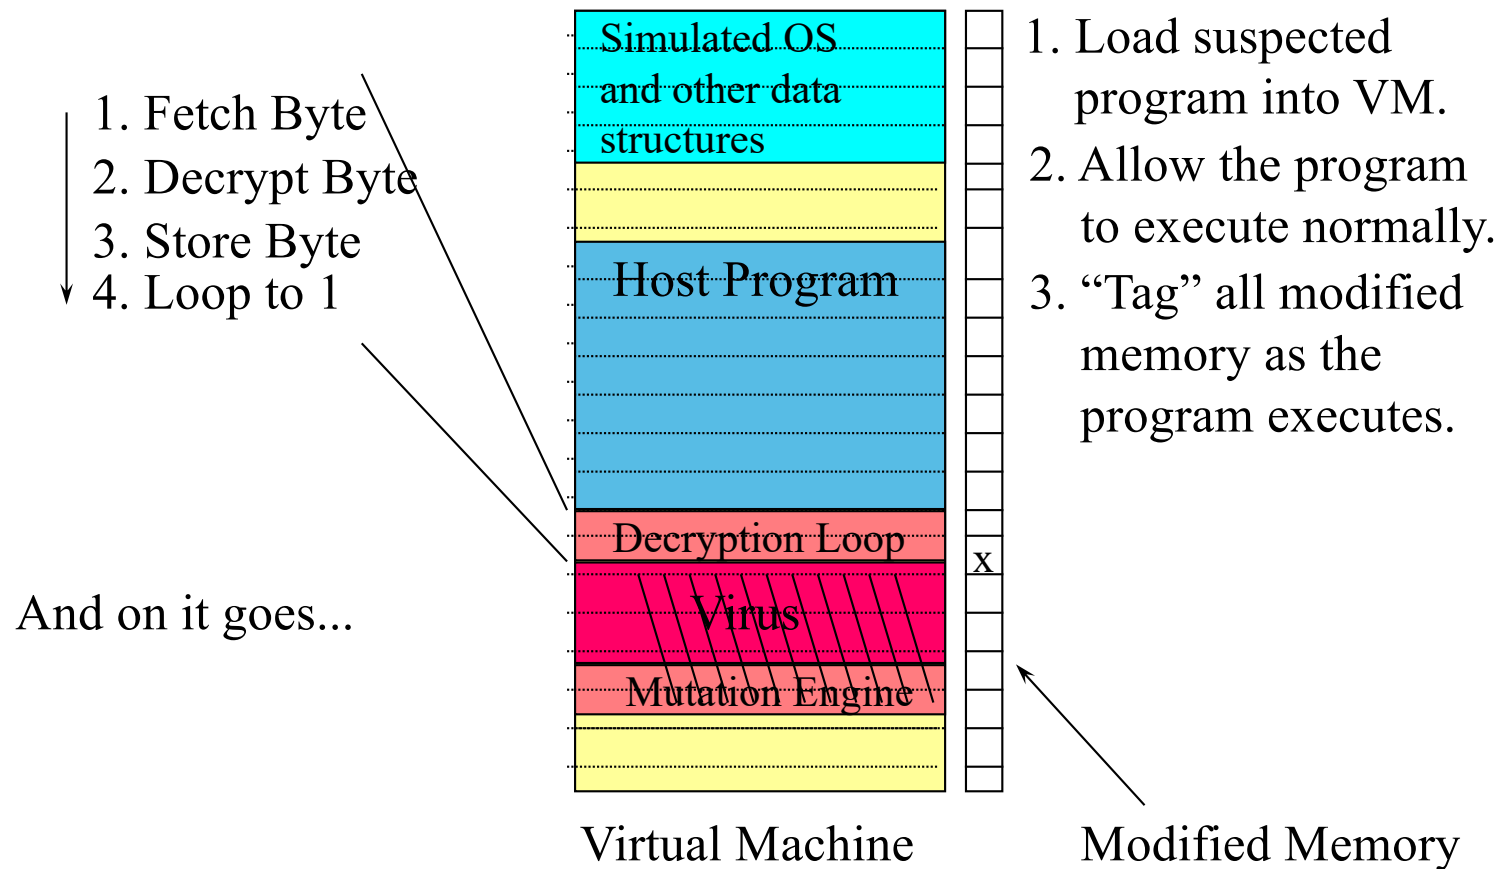 1. Fetch Byte
2. Decrypt Byte
3. Store Byte
4. Loop to 1
And on it goes...
Simulated OS
and other data
structures
Host Program
Decryption Loop
Virus
Mutation Engine
Virtual Machine
x
1. Load suspected
program into VM.
2. Allow the program
to execute normally.
3. “Tag” all modified
memory as the
program executes.
Modified Memory